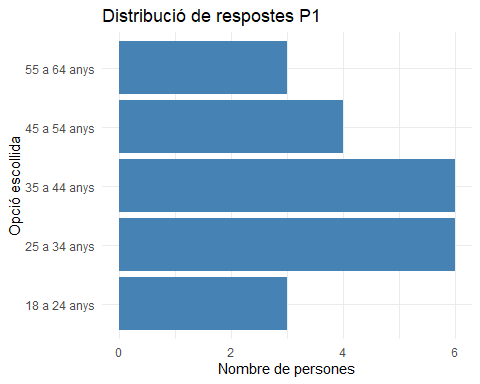 Distribució de respostes P1
Opció escollida
55 a 64 anys
45 a 54 anys
35 a 44 anys
25 a 34 anys
18 a 24 anys
0 2 4 6
Nombre de persones